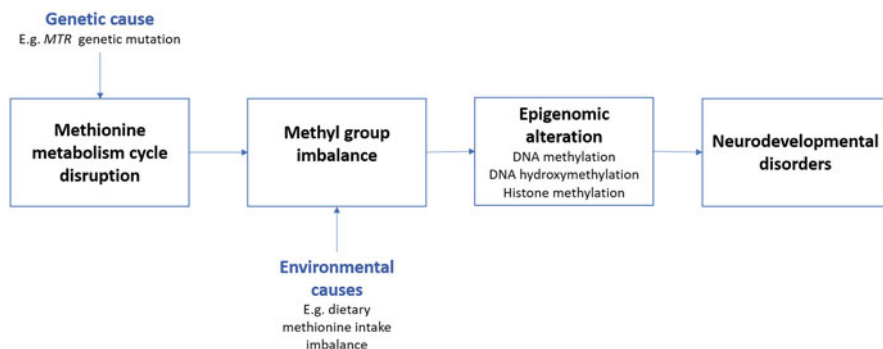 Genetic cause
E.g. MTR genetic mutation
Methionine
metabolism cycle
disruption
Methyl group
imbalance
Epigenomic
alteration
DNA methylation
DNA hydroxymethylation
Histone methylation
Neurodevelopmental
disorders
Environmental
causes
E.g. dietary
methionine intake
imbalance